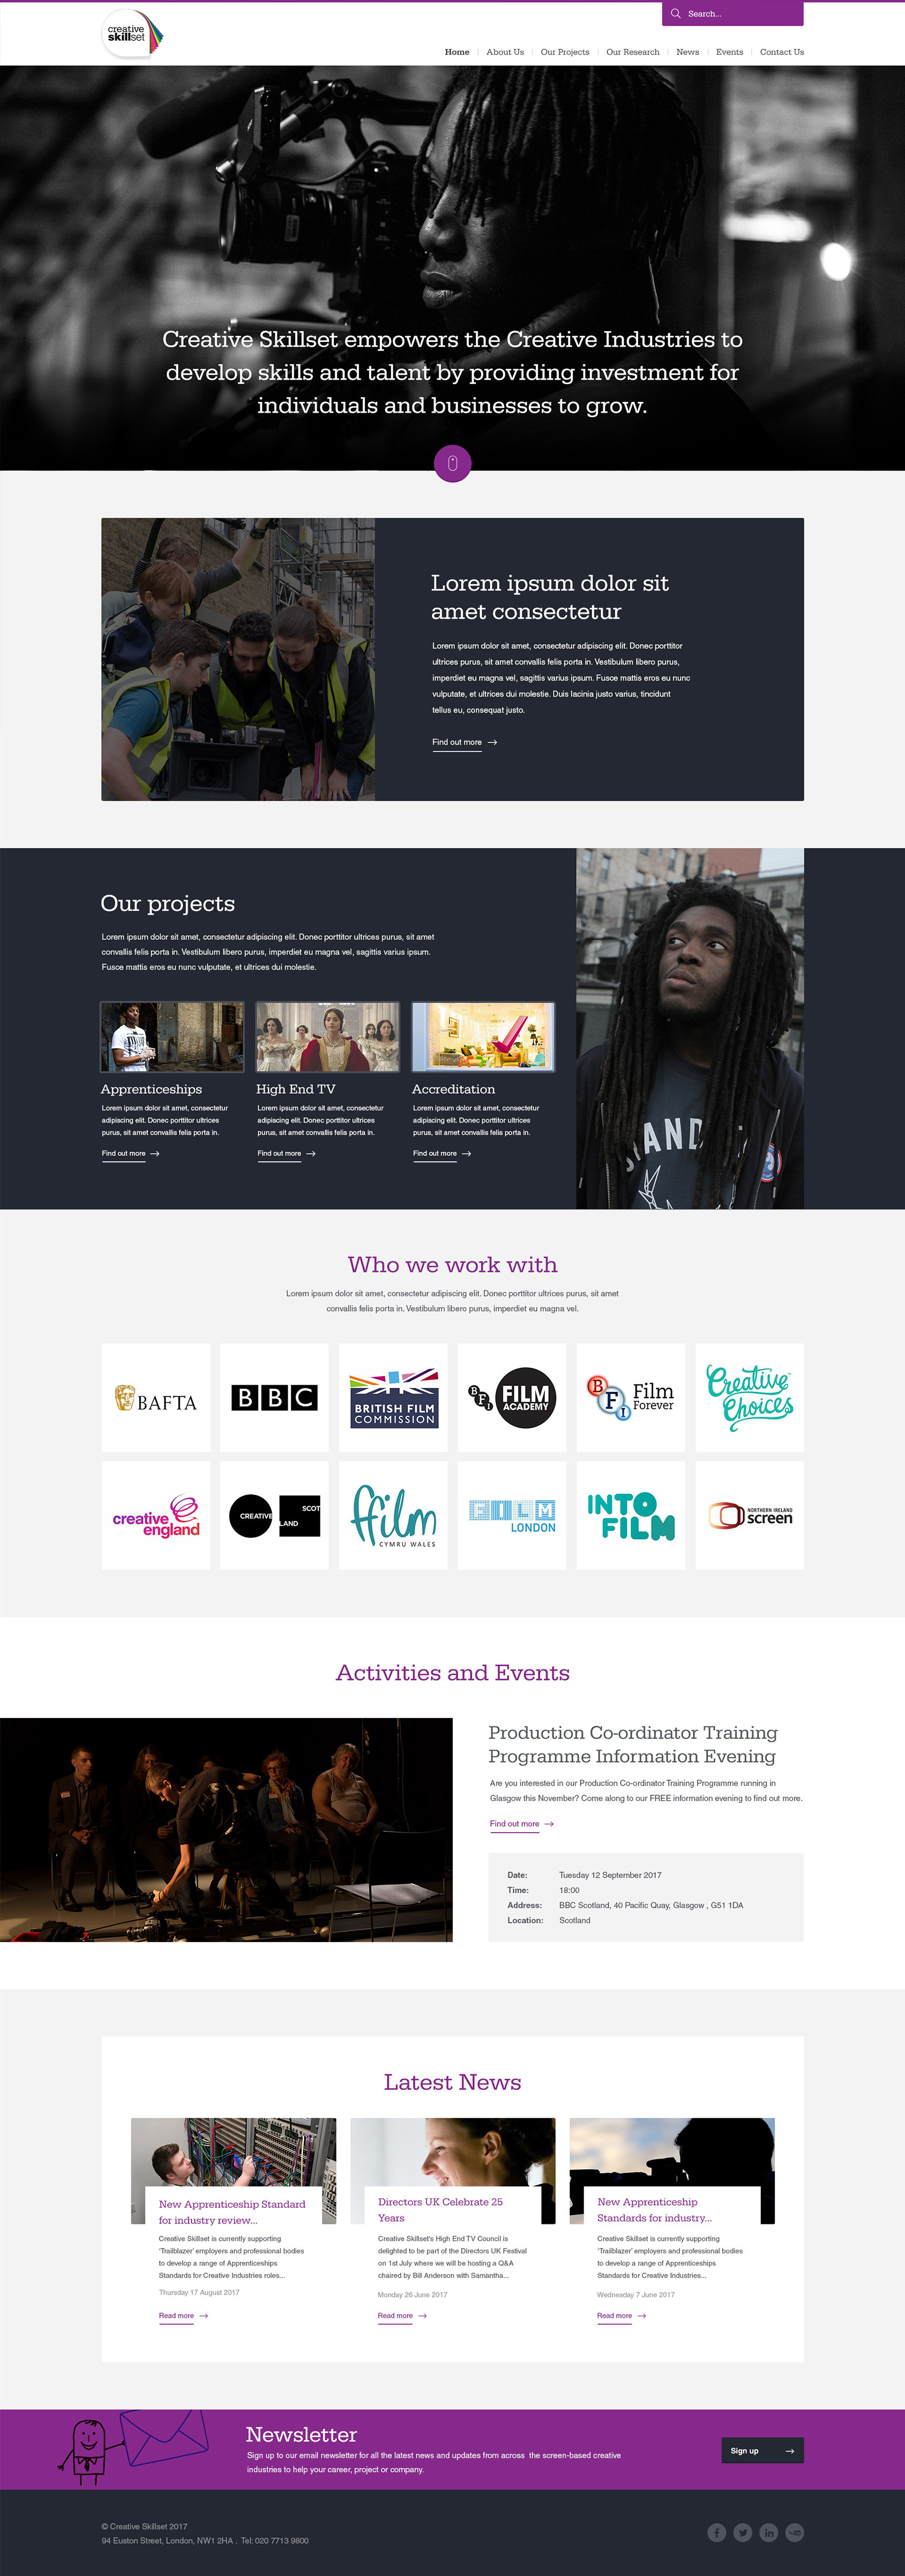 creative
skillset
Search...
Home
About Us
Our Projects
Our Research
News
Events
Contact Us
Creative Skillset empowers the Creative Industries to
develop skills and talent by providing investment for
individuals and businesses to grow.
Lorem ipsum dolor sit
amet consectetur
Lorem ipsum dolor sit amet, consectetur adipiscing elit. Donec porttitor
ultrices purus, sit amet convallis felis porta in. Vestibulum libero purus,
imperdiet eu magna vel, sagittis varius ipsum. Fusce mattis eros eu nunc
vulputate, et ultrices dui molestie. Duis lacinia justo varius, tincidunt
tellus eu, consequat justo.
Find out more
Our projects
Lorem ipsum dolor sit amet, consectetur adipiscing elit. Donec porttitor ultrices purus, sit amet
convallis felis porta in. Vestibulum libero purus, imperdiet eu magna vel, sagittis varius ipsum.
Fusce mattis eros eu nunc vulputate, et ultrices dui molestie.
Apprenticeships
Lorem ipsum dolor sit amet, consectetur
adipiscing elit. Donec porttitor ultrices
purus, sit amet convallis felis porta in.
Find out more
High End TV
Lorem ipsum dolor sit amet, consectetur
adipiscing elit. Donec porttitor ultrices
purus, sit amet convallis felis porta in.
Find out more
Accreditation
Lorem ipsum dolor sit amet, consectetur
adipiscing elit. Donec porttitor ultrices
purus, sit amet convallis felis porta in.
Find out more
Who we work with
Lorem ipsum dolor sit amet, consectetur adipiscing elit. Donec porttitor ultrices purus, sit amet
convallis felis porta in. Vestibulum libero purus, imperdiet eu magna vel.
BAFTA
BBC
BRITISH FILM
COMMISSION
BFI
FILM
ACADEMY
BFI
Film
Forever
Creative
Choices
creative
england
CREATIVE
SCOT
LAND
ffilm
CYMRU WALES
FILM
LONDON
INTO
FILM
NORTHERN IRELAND
screen
Activities and Events
Production Co-ordinator Training
Programme Information Evening
Are you interested in our Production Co-ordinator Training Programme running in
Glasgow this November? Come along to our FREE information evening to find out more.
Find out more
Date: Tuesday 12 September 2017
Time: 18:00
Address: BBC Scotland, 40 Pacific Quay, Glasgow , G51 1DA
Location: Scotland
Latest News
New Apprenticeship Standard
for industry review...
Creative Skillset is currently supporting
'Trailblazer' employers and professional bodies
to develop a range of Apprenticeships
Standards for Creative Industries roles...
Thursday 17 August 2017
Read more
Directors UK Celebrate 25
Years
Creative Skillset's High End TV Council is
delighted to be part of the Directors UK Festival
on 1st July where we will be hosting a Q&A
chaired by Bill Anderson with Samantha...
Monday 26 June 2017
Read more
New Apprenticeship
Standards for industry...
Creative Skillset is currently supporting
'Trailblazer' employers and professional bodies
to develop a range of Apprenticeships
Standards for Creative Industries...
Wednesday 7 June 2017
Read more
Newsletter
Sign up to our email newsletter for all the latest news and updates from across the screen-based creative
industries to help your career, project or company.
Sign up
© Creative Skillset 2017
94 Euston Street, London, NW1 2HA . Tel: 020 7713 9800